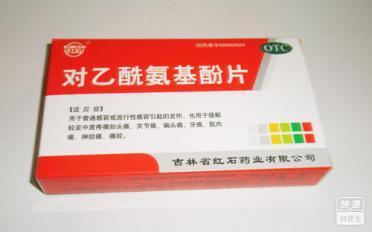 OTC
对乙酰氨基酚片
【适应症】
用于普通感冒或流行性感冒引起的发热，也用于缓解
轻至中度疼痛如头痛、关节痛、偏头痛、牙痛、肌肉
痛、神经痛、痛经。
吉林省红石药业有限公司
快速
问医生